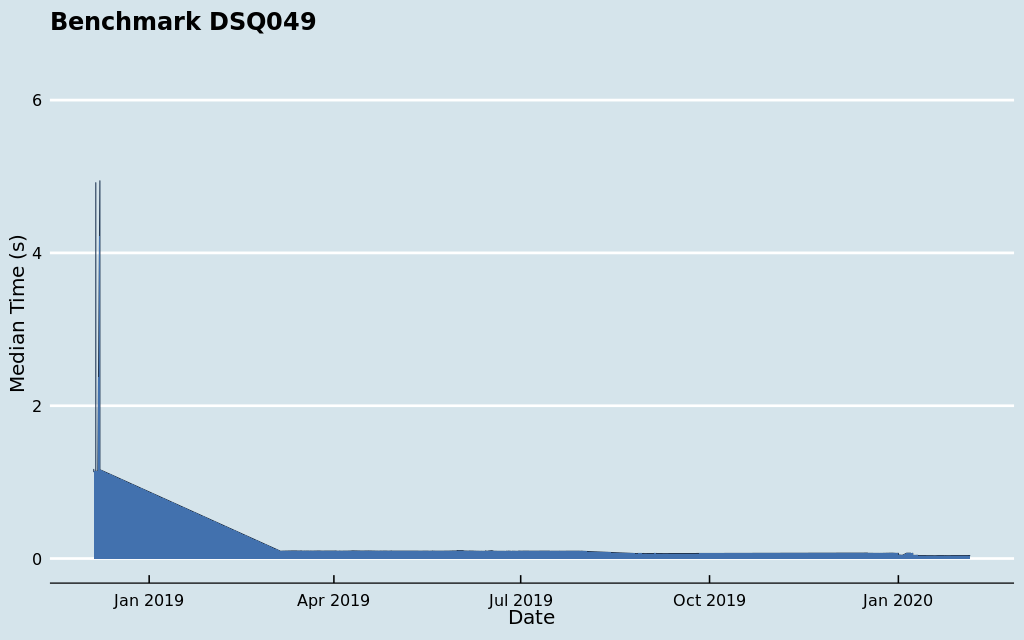 Benchmark DSQ049
6
4
2
0
Median Time (s)
Jan 2019
Apr 2019
Jul 2019
Oct 2019
Jan 2020
Date